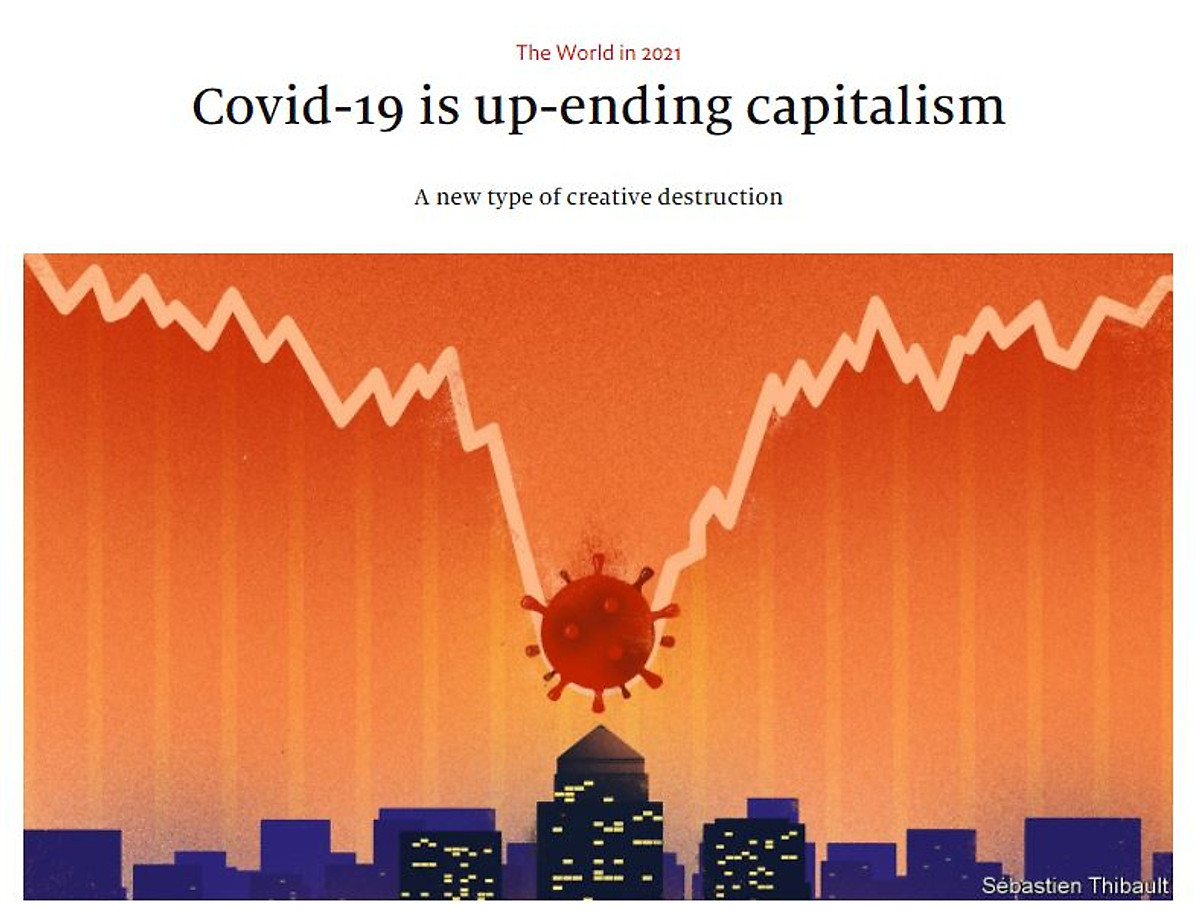 The World in 2021
Covid-19 is up-ending capitalism
A new type of creative destruction
Sébastien Thibault